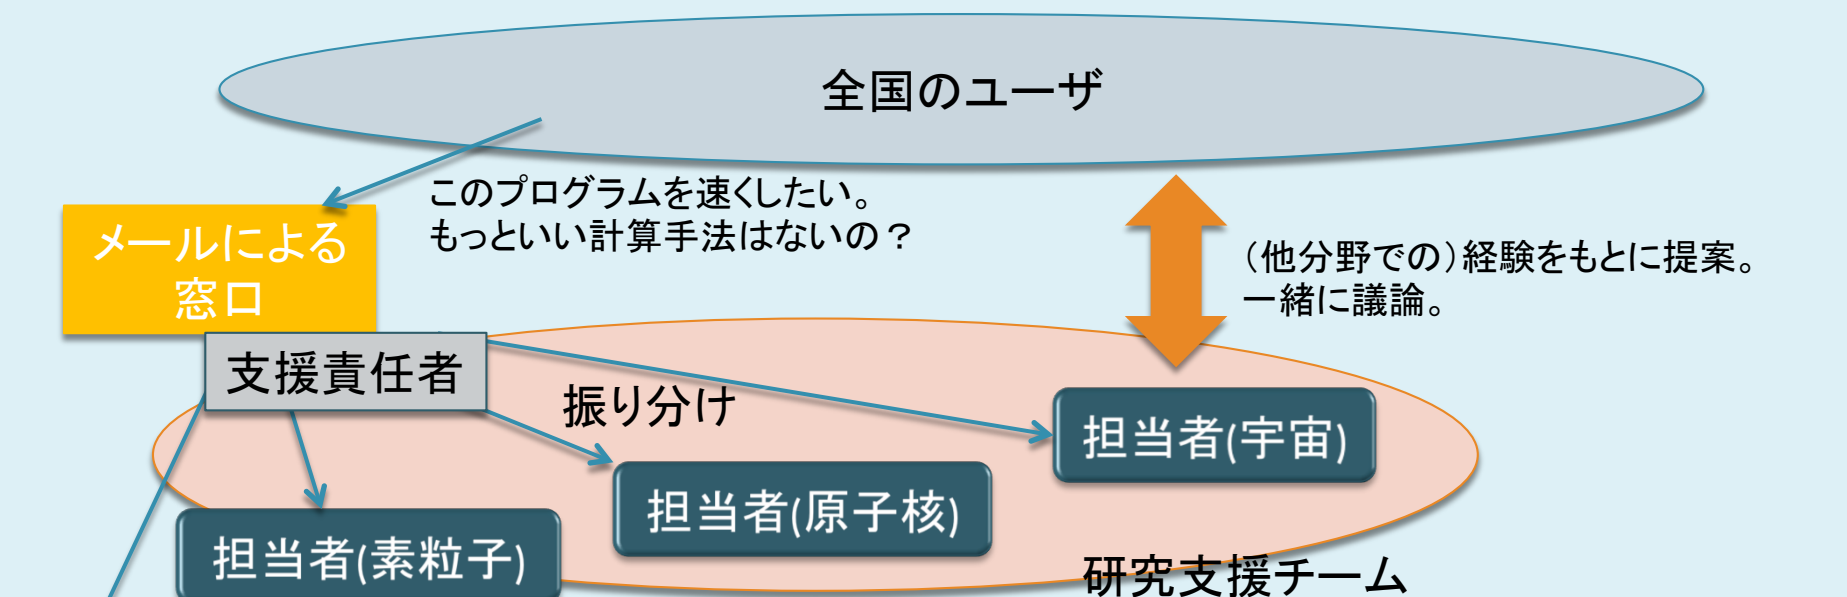 全国のユーザ
このプログラムを速くしたい。
もっといい計算手法はないの？
メールによる
窓口
（他分野での）経験をもとに提案。
一緒に議論。
支援責任者
振り分け
担当者(宇宙)
担当者(原子核)
担当者(素粒子)
研究支援チーム